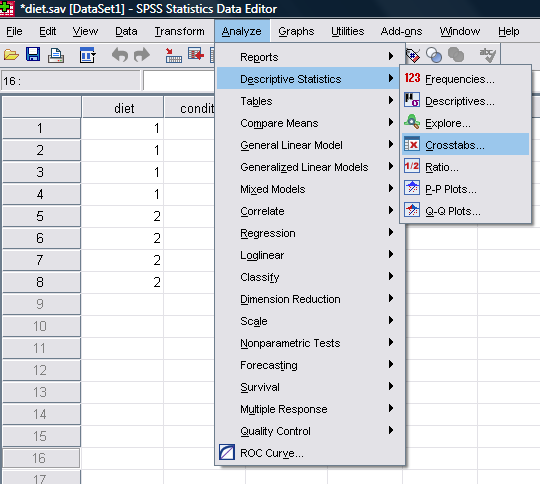 *diet.sav [DataSet1] - SPSS Statistics Data Editor
File Edit View Data Transform Analyze Graphs Utilities Add-ons Window Help
16 :
diet condit
1 1
2 1
3 1
4 1
5 2
6 2
7 2
8 2
9
10
11
12
13
14
15
16
17
Reports
Descriptive Statistics
Tables
Compare Means
General Linear Model
Generalized Linear Models
Mixed Models
Correlate
Regression
Loglinear
Classify
Dimension Reduction
Scale
Nonparametric Tests
Forecasting
Survival
Multiple Response
Quality Control
ROC Curve...
123 Frequencies...
Descriptives...
Explore...
Crosstabs...
1/2 Ratio...
P-P Plots...
Q-Q Plots...